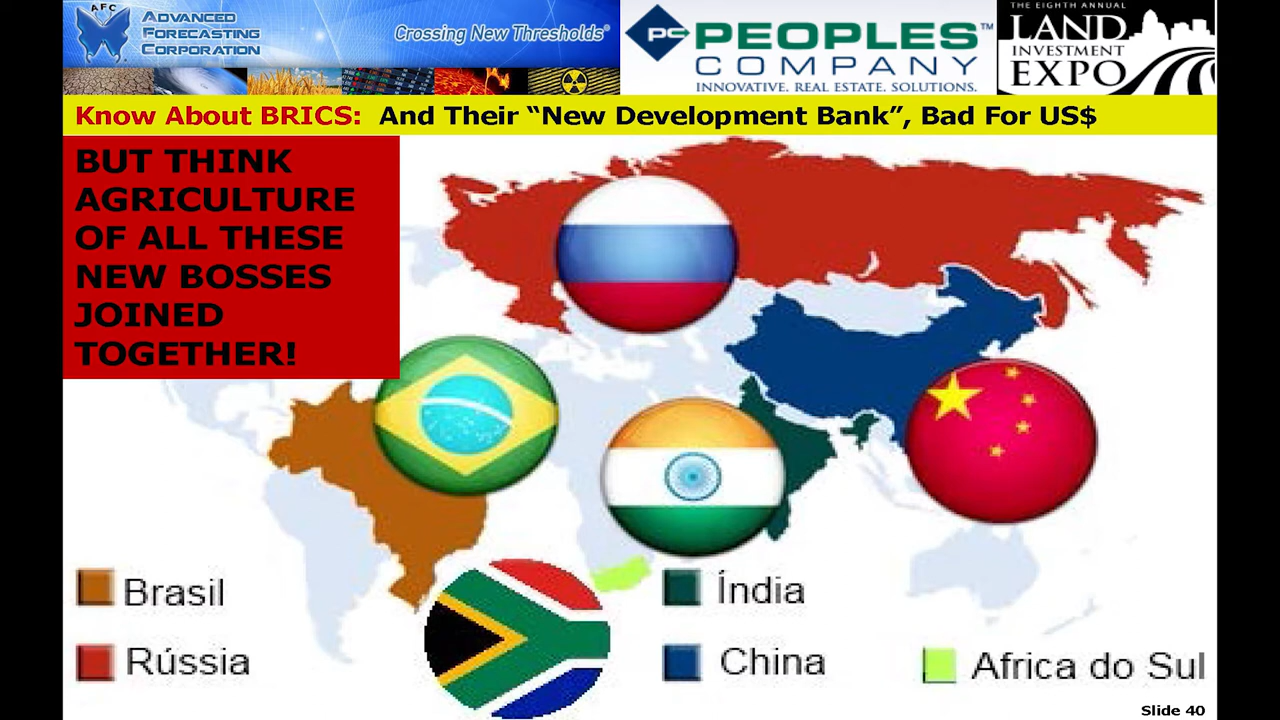 AFC
ADVANCED
FORECASTING
CORPORATION
Crossing New Thresholds®
PC
PEOPLES™
COMPANY
INNOVATIVE. REAL ESTATE. SOLUTIONS.
THE EIGHTH ANNUAL
LAND
INVESTMENT
EXPO
Know About BRICS: And Their “New Development Bank”, Bad For US$
BUT THINK
AGRICULTURE
OF ALL THESE
NEW BOSSES
JOINED
TOGETHER!
Brasil
Índia
Rússia
China
Africa do Sul
Slide 40